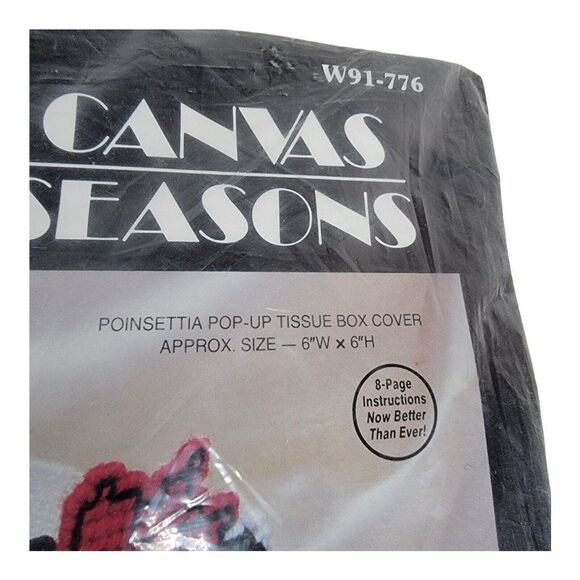 W91-776
CANVAS
SEASONS
POINSETTIA POP-UP TISSUE BOX COVER
APPROX. SIZE — 6"W x 6"H
8-Page
Instructions
Now Better
Than Ever!